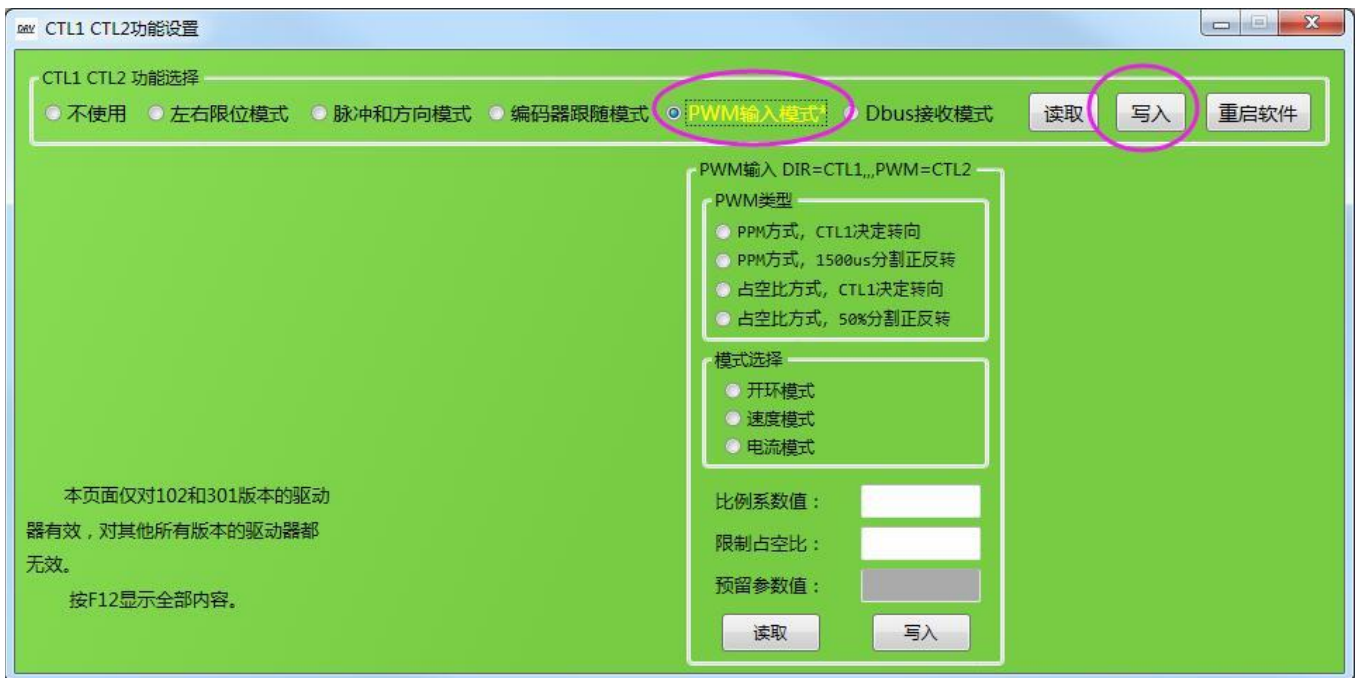 DRV CTL1 CTL2功能设置
CTL1 CTL2 功能选择
不使用 左右限位模式 脉冲和方向模式 编码器跟随模式 PWM输入模式* Dbus接收模式 读取 写入 重启软件
PWM输入 DIR=CTL1,,,PWM=CTL2
PWM类型
PPM方式, CTL1决定转向
PPM方式, 1500us分割正反转
占空比方式, CTL1决定转向
占空比方式, 50%分割正反转
模式选择
开环模式
速度模式
电流模式
比例系数值：
限制占空比：
预留参数值：
读取 写入
本页面仅对102和301版本的驱动
器有效，对其他所有版本的驱动器都
无效。
按F12显示全部内容。